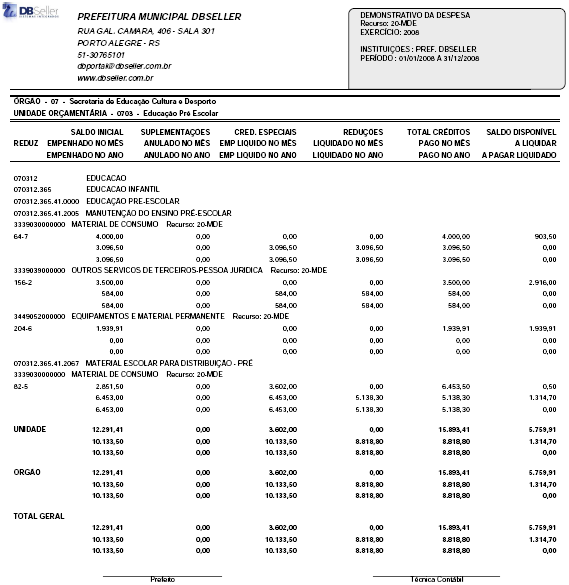 DBSeller
PREFEITURA MUNICIPAL DBSELLER
RUA GAL. CAMARA, 406 - SALA 301
PORTO ALEGRE - RS
51-30765101
dbportal@dbseller.com.br
www.dbseller.com.br
DEMONSTRATIVO DA DESPESA
Recurso: 20-MDE
EXERCÍCIO: 2008
INSTITUIÇÕES : PREF. DBSELLER
PERÍODO : 01/01/2008 A 31/12/2008
ÓRGAO - 07 - Secretaria de Educação Cultura e Desporto
UNIDADE ORÇAMENTÁRIA - 0703 - Educação Pré Escolar
SALDO INICIAL SUPLEMENTAÇÕES CRED. ESPECIAIS REDUÇÕES TOTAL CRÉDITOS SALDO DISPONÍVEL
REDUZ EMPENHADO NO MÊS ANULADO NO MÊS EMP LIQUIDO NO MÊS LIQUIDADO NO MÊS PAGO NO MÊS A LIQUIDAR
EMPENHADO NO ANO ANULADO NO ANO EMP LIQUIDO NO ANO LIQUIDADO NO ANO PAGO NO ANO A PAGAR LIQUIDADO
070312 EDUCACAO
070312.365 EDUCACAO INFANTIL
070312.365.41.0000 EDUCAÇÃO PRE-ESCOLAR
070312.365.41.2005 MANUTENÇÃO DO ENSINO PRÉ-ESCOLAR
3339030000000 MATERIAL DE CONSUMO Recurso: 20-MDE
64-7 4.000,00 0,00 0,00 0,00 4.000,00 903,50
3.096,50 0,00 3.096,50 3.096,50 3.096,50 0,00
3.096,50 0,00 3.096,50 3.096,50 3.096,50 0,00
3339039000000 OUTROS SERVICOS DE TERCEIROS-PESSOA JURIDICA Recurso: 20-MDE
156-2 3.500,00 0,00 0,00 0,00 3.500,00 2.916,00
584,00 0,00 584,00 584,00 584,00 0,00
584,00 0,00 584,00 584,00 584,00 0,00
3449052000000 EQUIPAMENTOS E MATERIAL PERMANENTE Recurso: 20-MDE
204-6 1.939,91 0,00 0,00 0,00 1.939,91 1.939,91
0,00 0,00 0,00 0,00 0,00 0,00
0,00 0,00 0,00 0,00 0,00 0,00
070312.365.41.2067 MATERIAL ESCOLAR PARA DISTRIBUIÇÃO - PRÉ
3339030000000 MATERIAL DE CONSUMO Recurso: 20-MDE
82-5 2.851,50 0,00 3.602,00 0,00 6.453,50 0,50
6.453,00 0,00 6.453,00 5.138,30 5.138,30 1.314,70
6.453,00 0,00 6.453,00 5.138,30 5.138,30 0,00
UNIDADE 12.291,41 0,00 3.602,00 0,00 15.893,41 5.759,91
10.133,50 0,00 10.133,50 8.818,80 8.818,80 1.314,70
10.133,50 0,00 10.133,50 8.818,80 8.818,80 0,00
ORGÃO 12.291,41 0,00 3.602,00 0,00 15.893,41 5.759,91
10.133,50 0,00 10.133,50 8.818,80 8.818,80 1.314,70
10.133,50 0,00 10.133,50 8.818,80 8.818,80 0,00
TOTAL GERAL
12.291,41 0,00 3.602,00 0,00 15.893,41 5.759,91
10.133,50 0,00 10.133,50 8.818,80 8.818,80 1.314,70
10.133,50 0,00 10.133,50 8.818,80 8.818,80 0,00
Prefeito Técnica Contábil